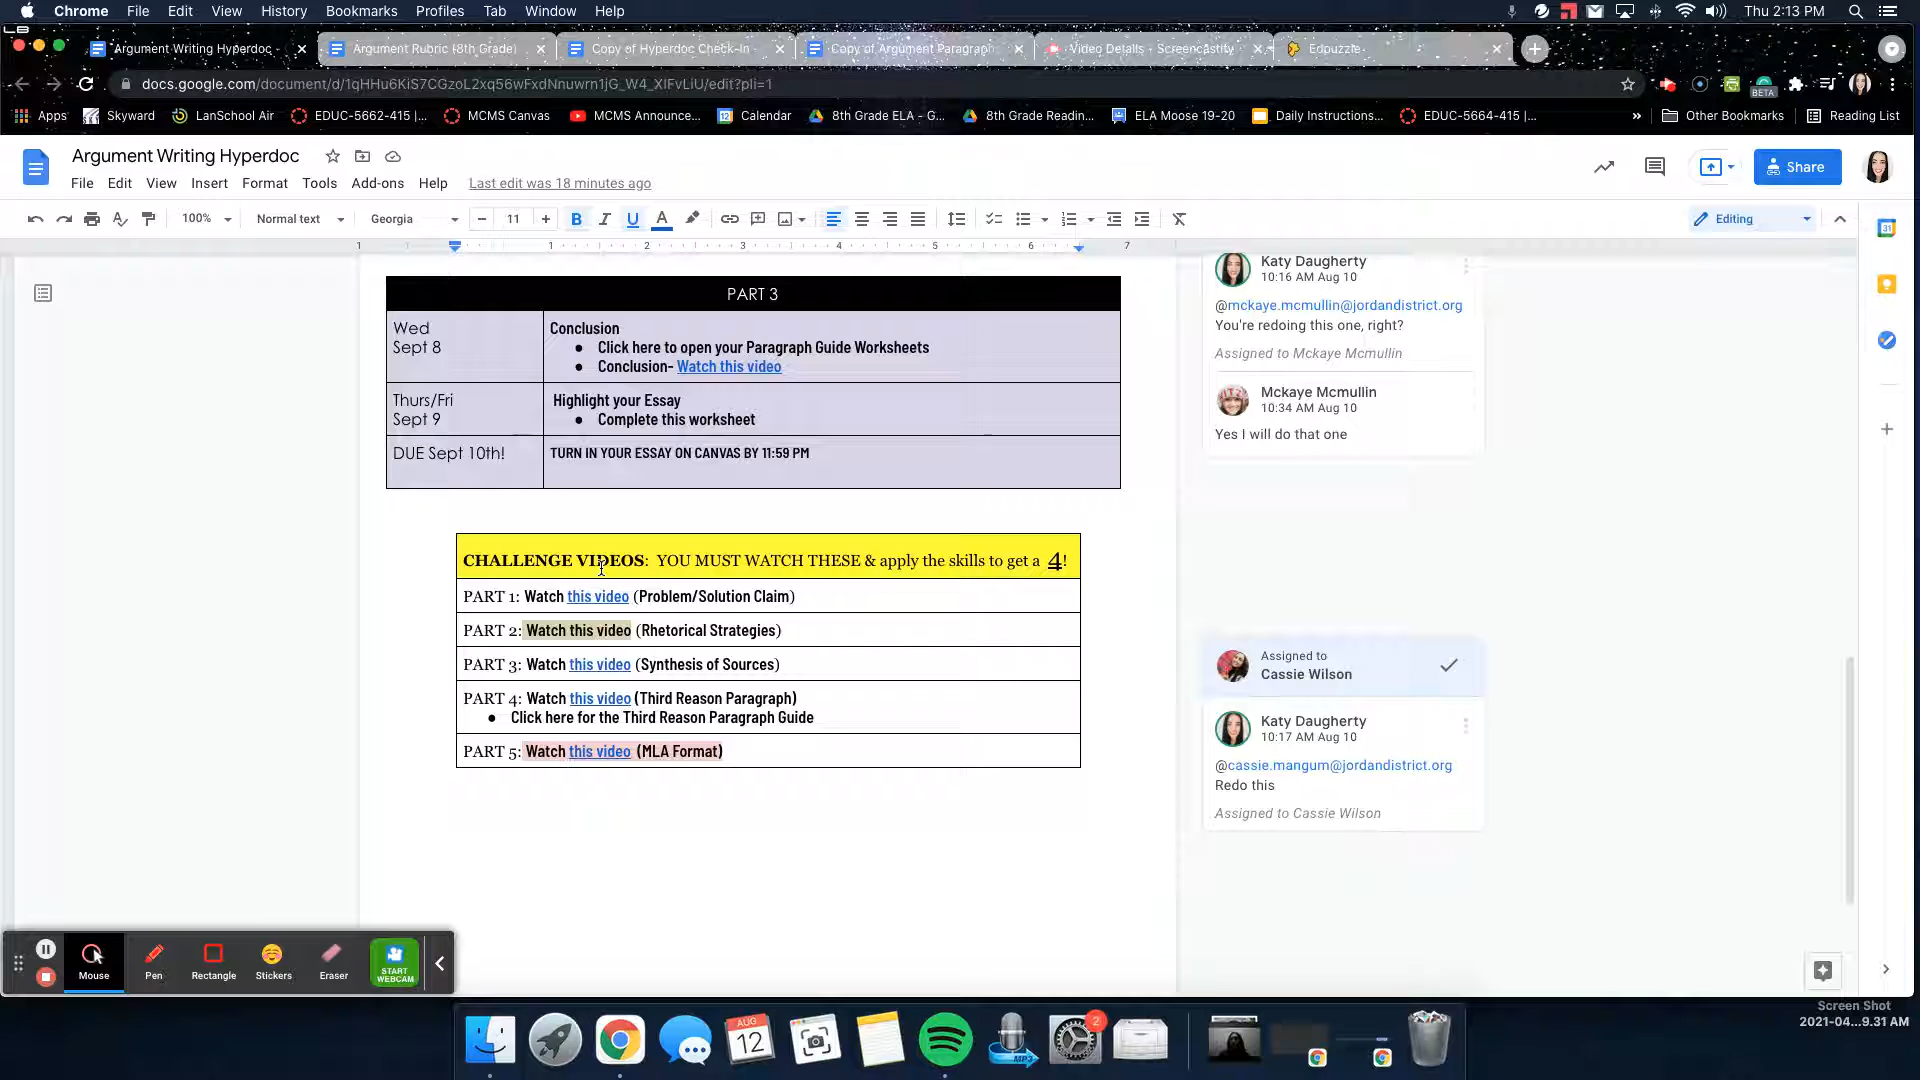 Chrome File Edit View History Bookmarks Profiles Tab Window Help Thu 2:13 PM
Argument Writing Hyperdoc - Argument Rubric (8th Grade) Copy of Hyperdoc Check-In - Copy of Argument Paragraph Video Details - Screencastify Edpuzzle
docs.google.com/document/d/1qHHu6KiS7CGzoL2xq56wFxdNnuwrn1jG_W4_XIFvLiU/edit?pli=1
BETA
Apps Skyward LanSchool Air EDUC-5662-415 |... MCMS Canvas MCMS Announce... Calendar 8th Grade ELA - G... 8th Grade Readin... ELA Moose 19-20 Daily Instructions... EDUC-5664-415 |... » Other Bookmarks Reading List
Argument Writing Hyperdoc
Share
File Edit View Insert Format Tools Add-ons Help Last edit was 18 minutes ago
100% Normal text Georgia 11 Editing
1 1 2 3 4 5 6 7
PART 3
Wed
Sept 8
Conclusion
● Click here to open your Paragraph Guide Worksheets
● Conclusion- Watch this video
Thurs/Fri
Sept 9
Highlight your Essay
● Complete this worksheet
DUE Sept 10th!
TURN IN YOUR ESSAY ON CANVAS BY 11:59 PM
CHALLENGE VIDEOS: YOU MUST WATCH THESE & apply the skills to get a 4!
PART 1: Watch this video (Problem/Solution Claim)
PART 2: Watch this video (Rhetorical Strategies)
PART 3: Watch this video (Synthesis of Sources)
PART 4: Watch this video (Third Reason Paragraph)
● Click here for the Third Reason Paragraph Guide
PART 5: Watch this video (MLA Format)
Katy Daugherty
10:16 AM Aug 10
@mckaye.mcmullin@jordandistrict.org
You're redoing this one, right?
Assigned to Mckaye Mcmullin
Mckaye Mcmullin
10:34 AM Aug 10
Yes I will do that one
Assigned to
Cassie Wilson
Katy Daugherty
10:17 AM Aug 10
@cassie.mangum@jordandistrict.org
Redo this
Assigned to Cassie Wilson
31
Mouse Pen Rectangle Stickers Eraser START WEBCAM
Screen Shot
2021-04...9.31 AM
AUG
12
MP3
2